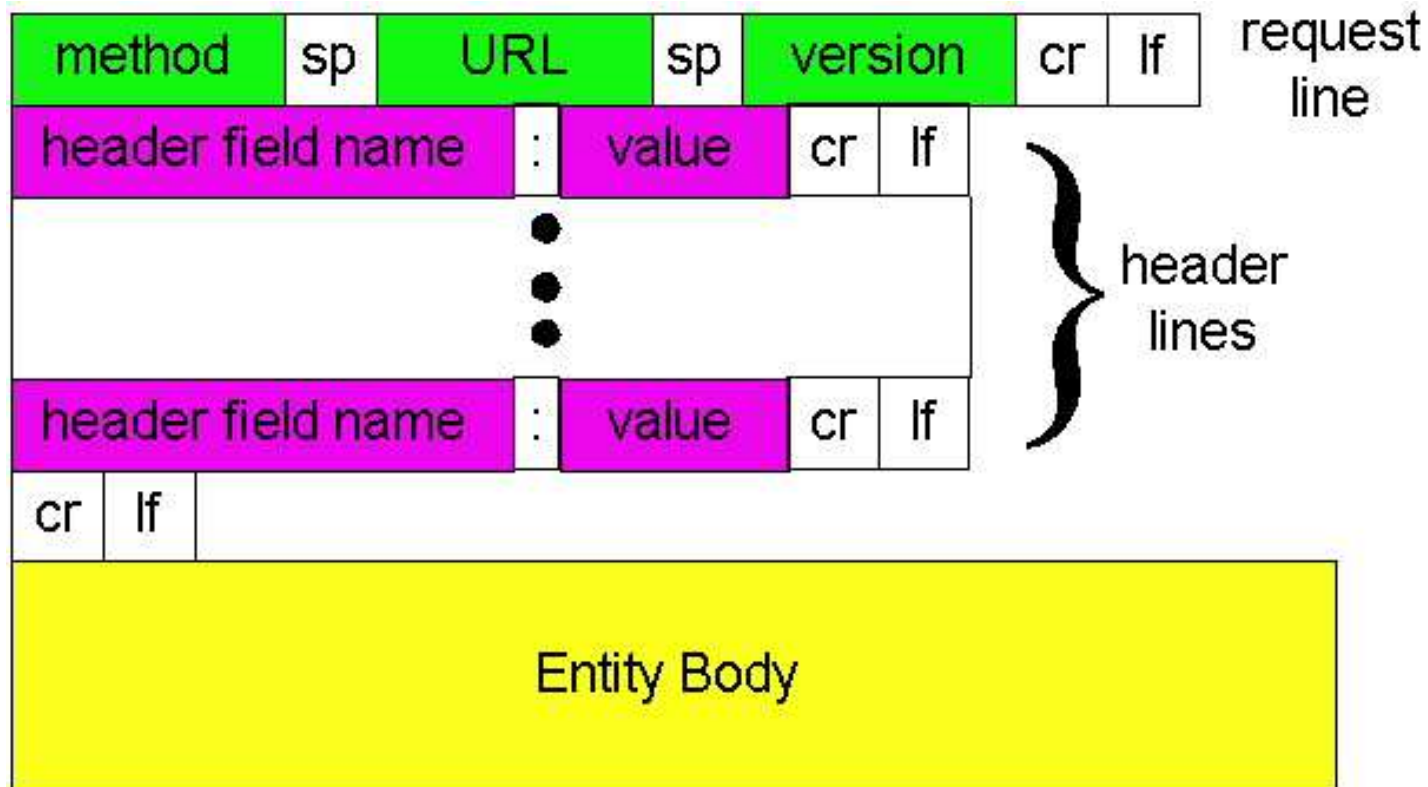 method sp URL sp version cr lf request line
header field name : value cr lf
header lines
header field name : value cr lf
cr lf
Entity Body